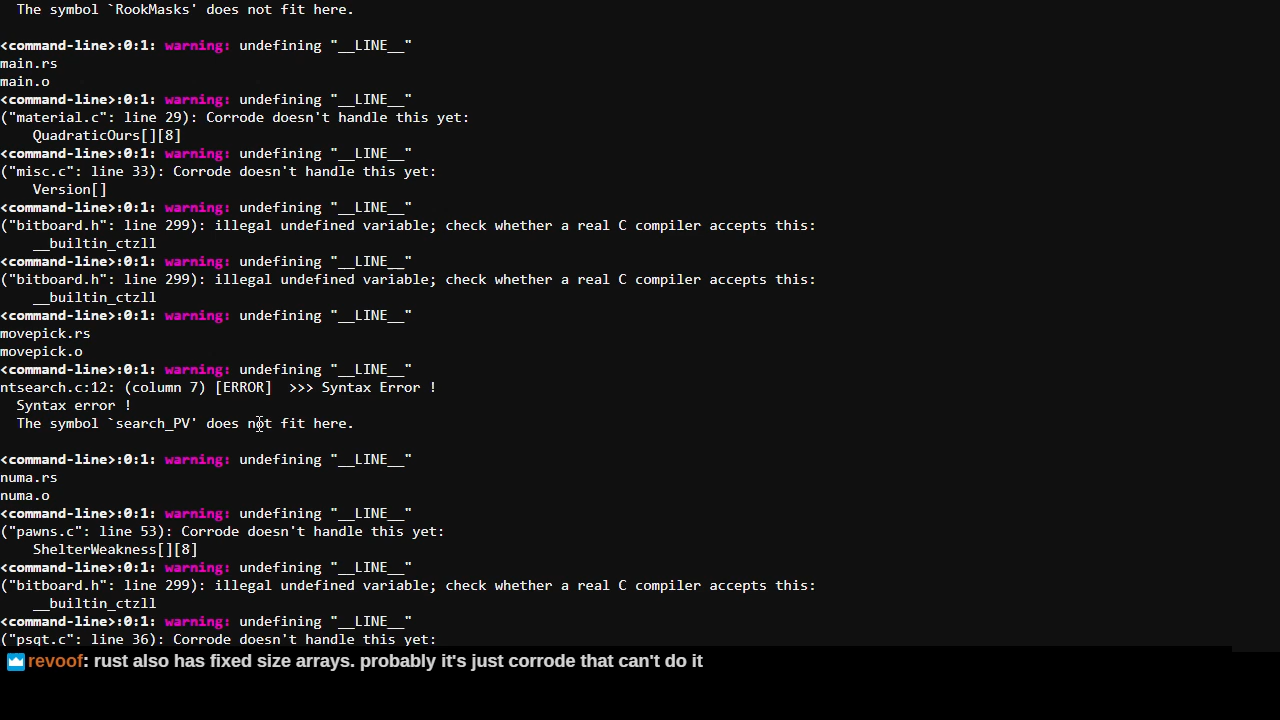 The symbol `RookMasks' does not fit here.
<command-line>:0:1: warning: undefining "__LINE__"
main.rs
main.o
<command-line>:0:1: warning: undefining "__LINE__"
("material.c": line 29): Corrode doesn't handle this yet:
QuadraticOurs[][8]
<command-line>:0:1: warning: undefining "__LINE__"
("misc.c": line 33): Corrode doesn't handle this yet:
Version[]
<command-line>:0:1: warning: undefining "__LINE__"
("bitboard.h": line 299): illegal undefined variable; check whether a real C compiler accepts this:
__builtin_ctzll
<command-line>:0:1: warning: undefining "__LINE__"
("bitboard.h": line 299): illegal undefined variable; check whether a real C compiler accepts this:
__builtin_ctzll
<command-line>:0:1: warning: undefining "__LINE__"
movepick.rs
movepick.o
<command-line>:0:1: warning: undefining "__LINE__"
ntsearch.c:12: (column 7) [ERROR]  >>> Syntax Error !
Syntax error !
The symbol `search_PV' does not fit here.
<command-line>:0:1: warning: undefining "__LINE__"
numa.rs
numa.o
<command-line>:0:1: warning: undefining "__LINE__"
("pawns.c": line 53): Corrode doesn't handle this yet:
ShelterWeakness[][8]
<command-line>:0:1: warning: undefining "__LINE__"
("bitboard.h": line 299): illegal undefined variable; check whether a real C compiler accepts this:
__builtin_ctzll
<command-line>:0:1: warning: undefining "__LINE__"
("psqt.c": line 36): Corrode doesn't handle this yet:
revoof: rust also has fixed size arrays. probably it's just corrode that can't do it